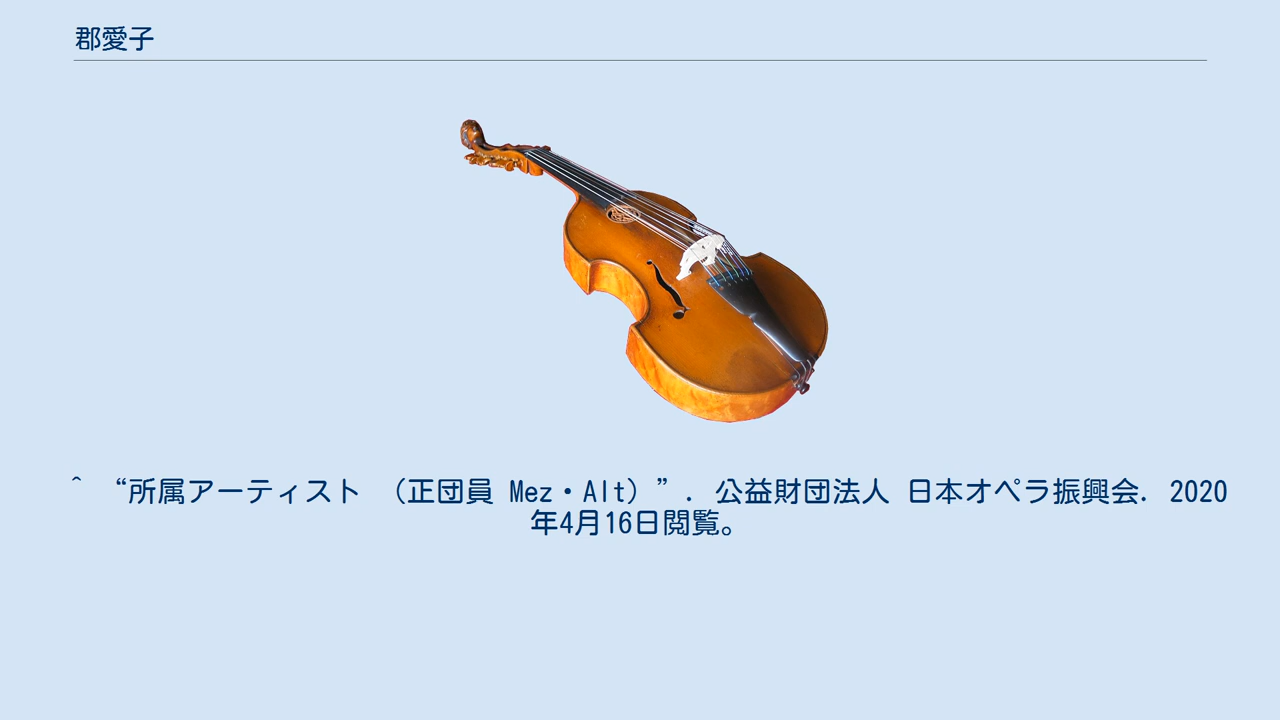 郡愛子
^ “所属アーティスト （正団員 Mez・Alt）”. 公益財団法人 日本オペラ振興会. 2020
年4月16日閲覧。